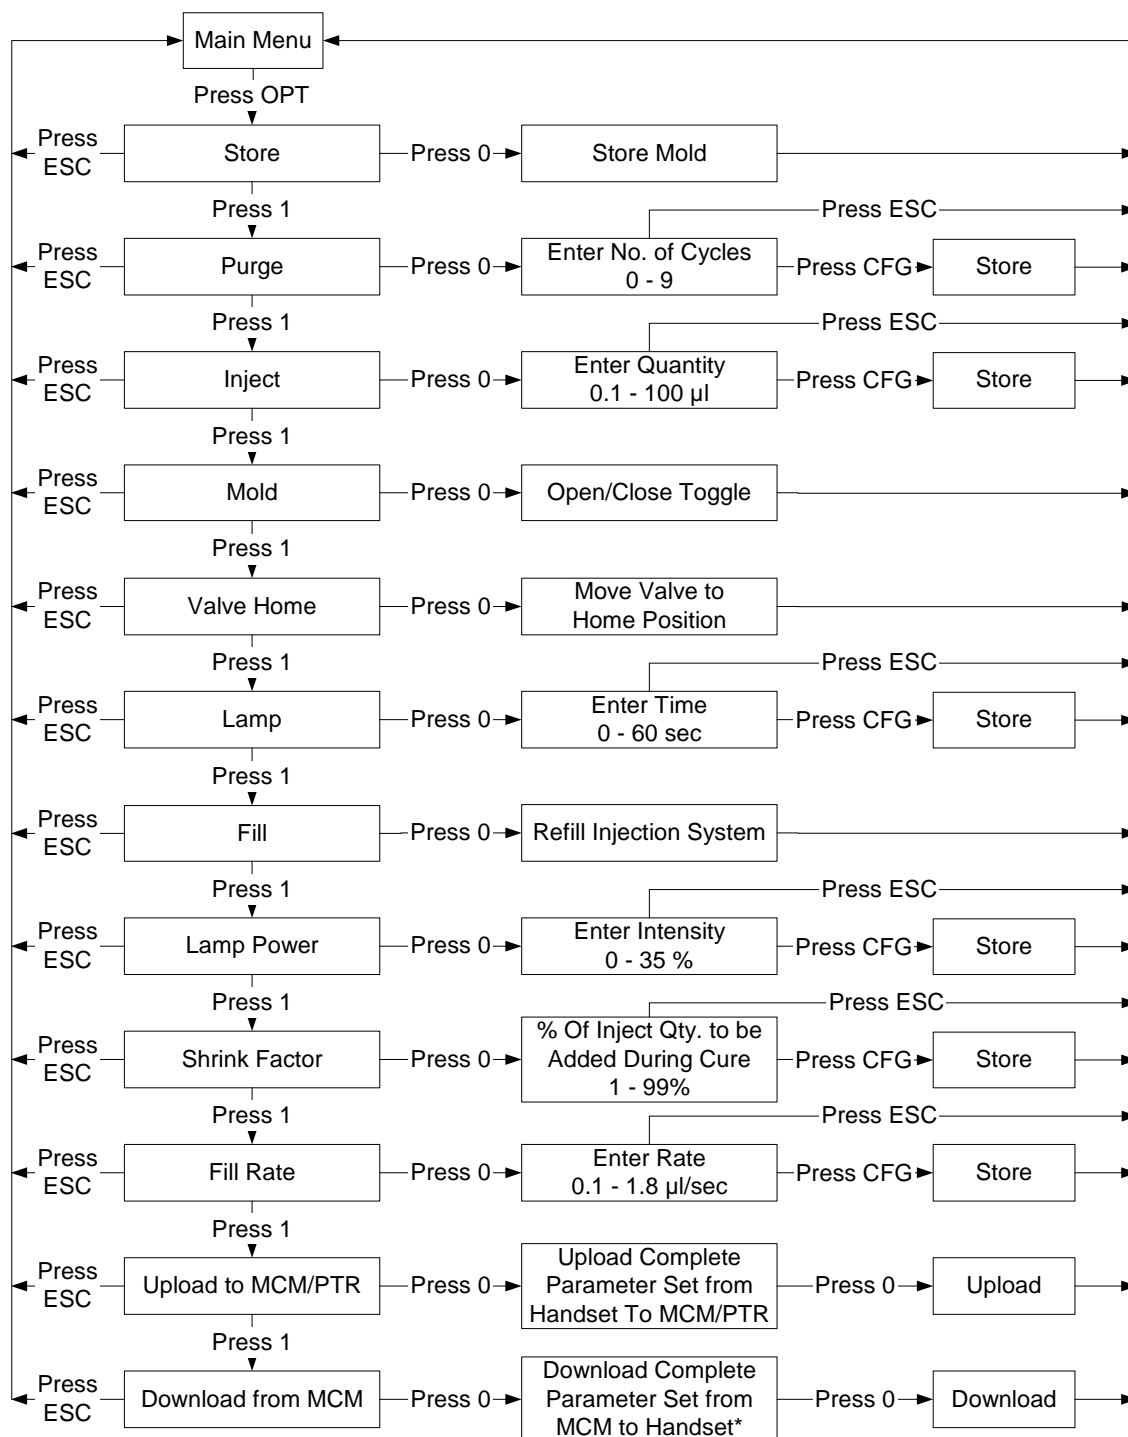 Main Menu
Press OPT
Press
ESC
Store
Press 0
Store Mold
Press 1
Press ESC
Press
ESC
Purge
Press 0
Enter No. of Cycles
0 - 9
Press CFG
Store
Press 1
Press ESC
Press
ESC
Inject
Press 0
Enter Quantity
0.1 - 100 µl
Press CFG
Store
Press 1
Press
ESC
Mold
Press 0
Open/Close Toggle
Press 1
Press
ESC
Valve Home
Press 0
Move Valve to
Home Position
Press 1
Press ESC
Press
ESC
Lamp
Press 0
Enter Time
0 - 60 sec
Press CFG
Store
Press 1
Press
ESC
Fill
Press 0
Refill Injection System
Press 1
Press ESC
Press
ESC
Lamp Power
Press 0
Enter Intensity
0 - 35 %
Press CFG
Store
Press 1
Press ESC
Press
ESC
Shrink Factor
Press 0
% Of Inject Qty. to be
Added During Cure
1 - 99%
Press CFG
Store
Press 1
Press ESC
Press
ESC
Fill Rate
Press 0
Enter Rate
0.1 - 1.8 µl/sec
Press CFG
Store
Press 1
Press
ESC
Upload to MCM/PTR
Press 0
Upload Complete
Parameter Set from
Handset To MCM/PTR
Press 0
Upload
Press 1
Press
ESC
Download from MCM
Press 0
Download Complete
Parameter Set from
MCM to Handset*
Press 0
Download